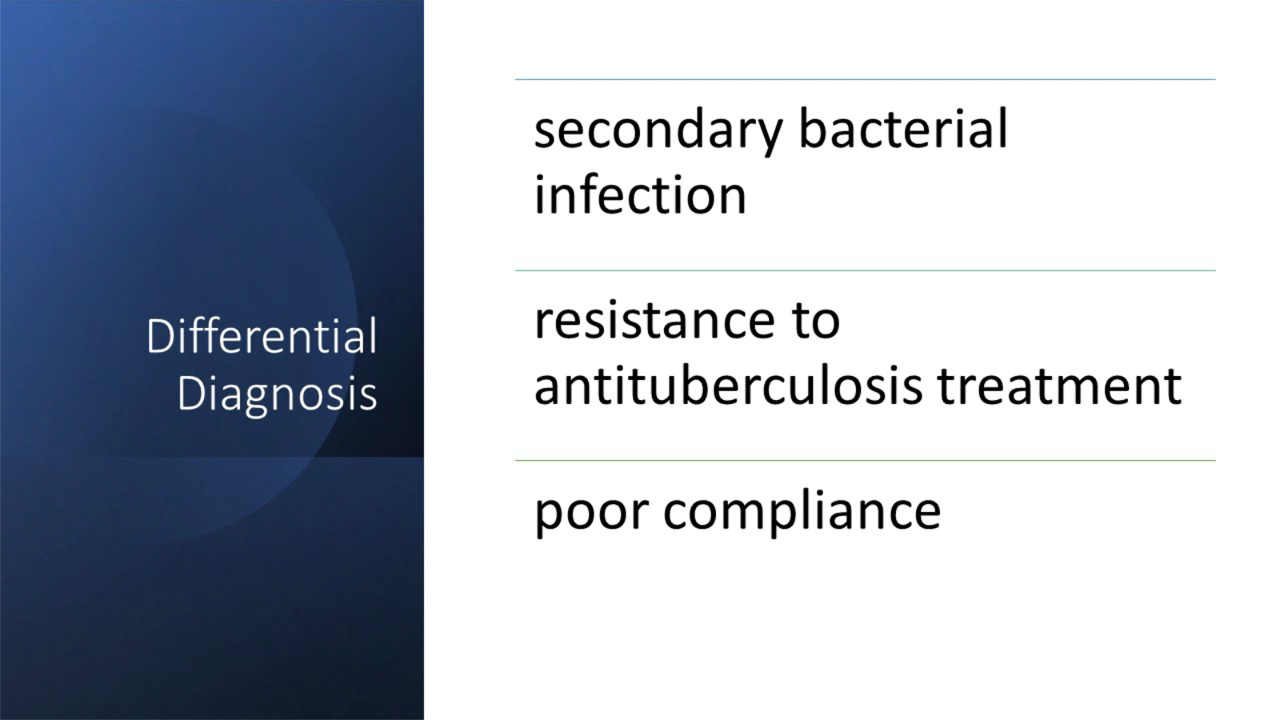 Differential
Diagnosis
secondary bacterial
infection
resistance to
antituberculosis treatment
poor compliance